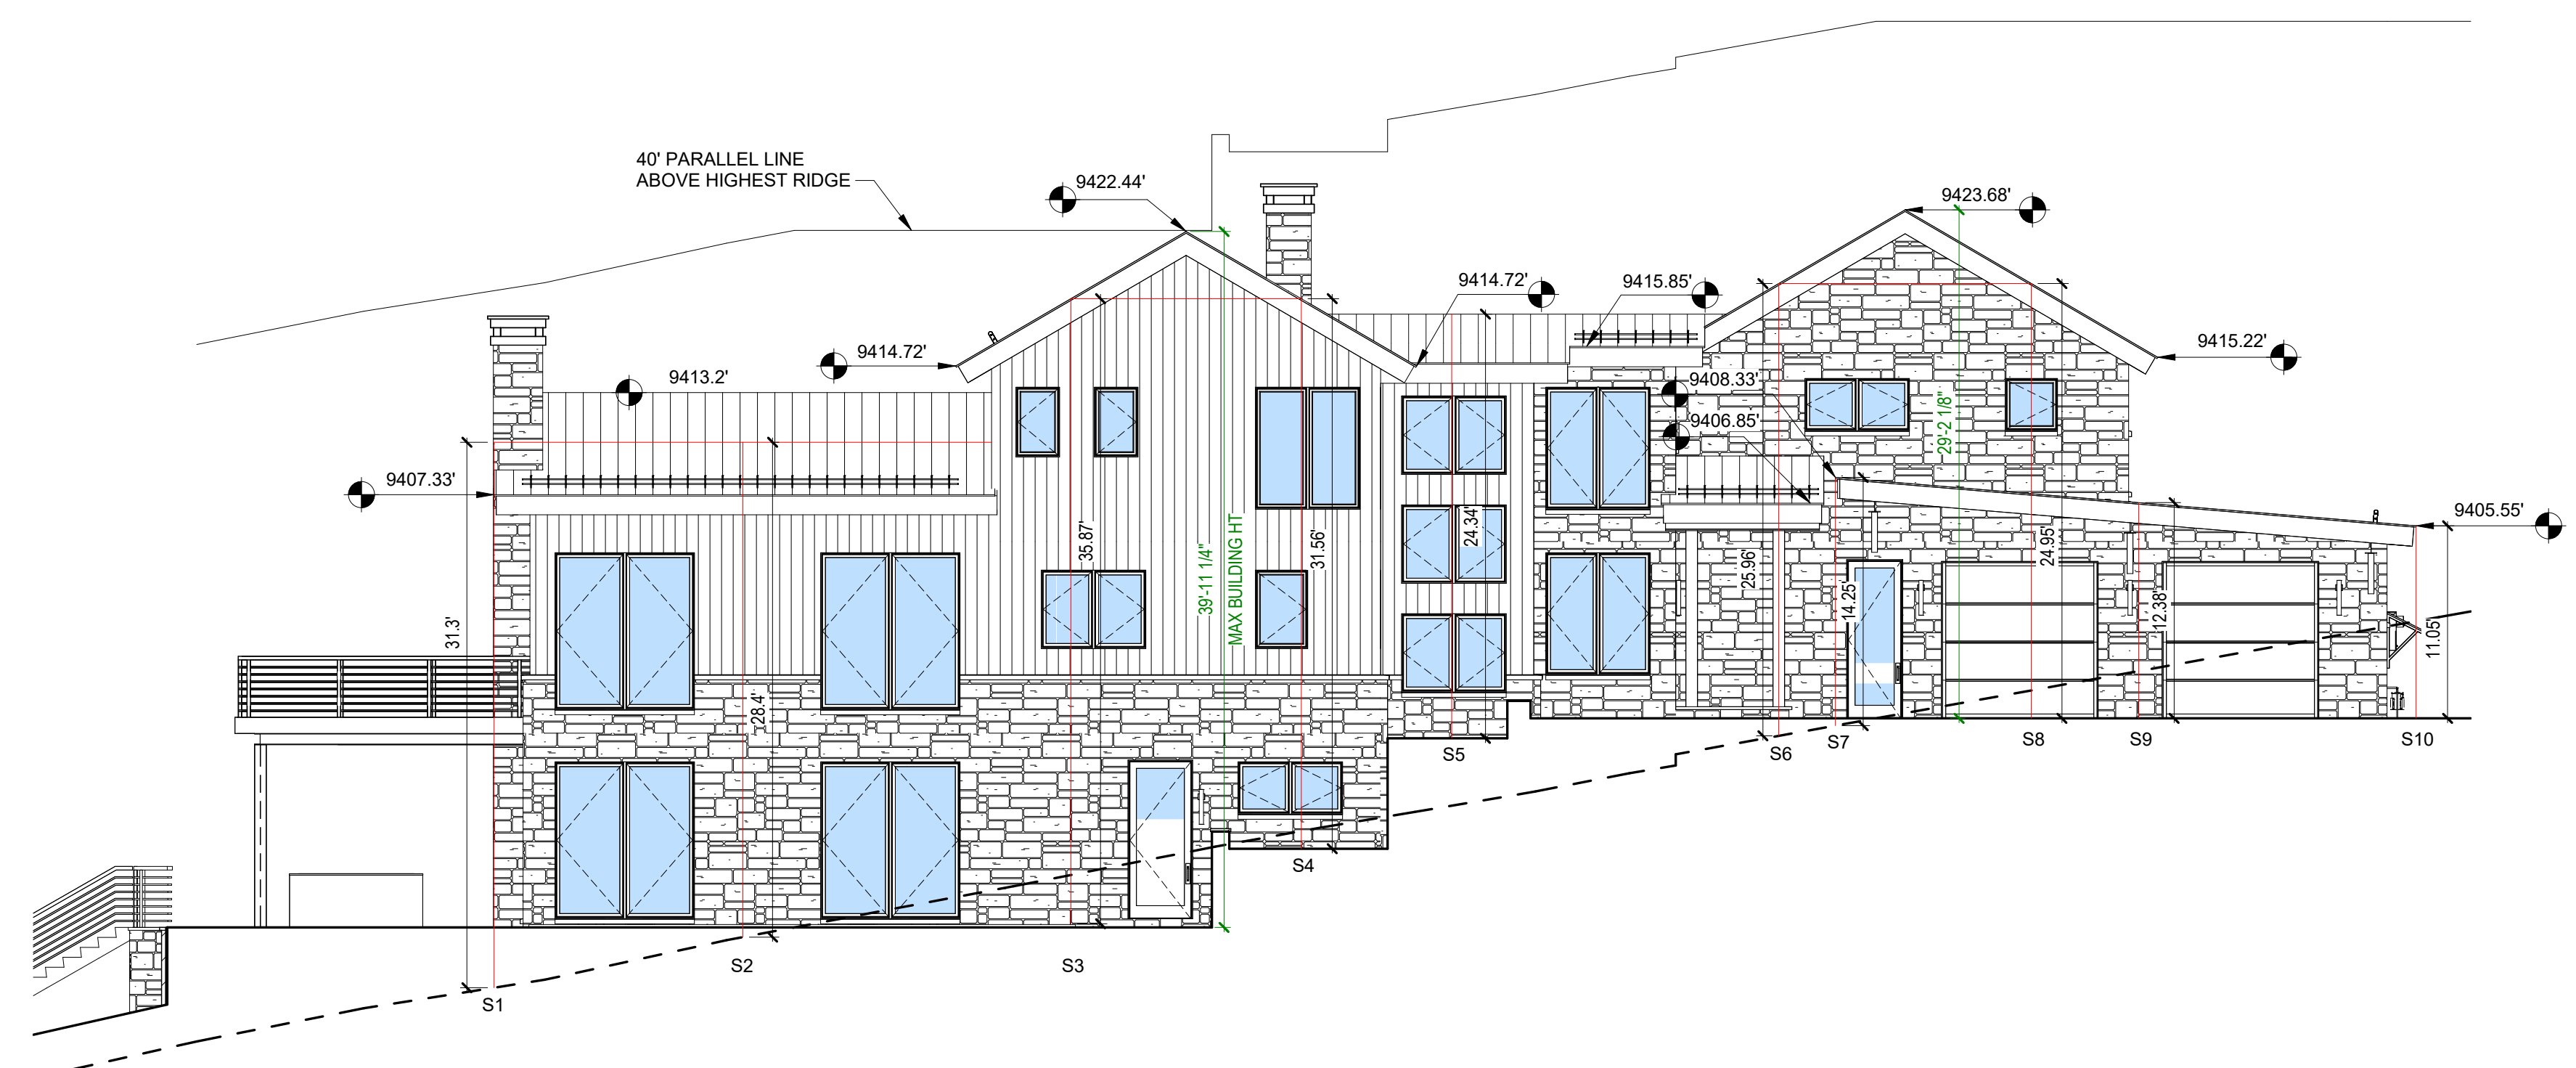 40' PARALLEL LINE
ABOVE HIGHEST RIDGE
9422.44'
9423.68'
9414.72'
9415.85'
9414.72'
9415.22'
9413.2'
9408.33'
9406.85'
9407.33'
9405.55'
31.3'
28.4'
35.87'
39'-11 1/4"
MAX BUILDING HT
31.56'
24.34'
25.96'
14.25'
29'-2 1/8"
24.95'
12.38'
11.05'
S1
S2
S3
S4
S5
S6
S7
S8
S9
S10